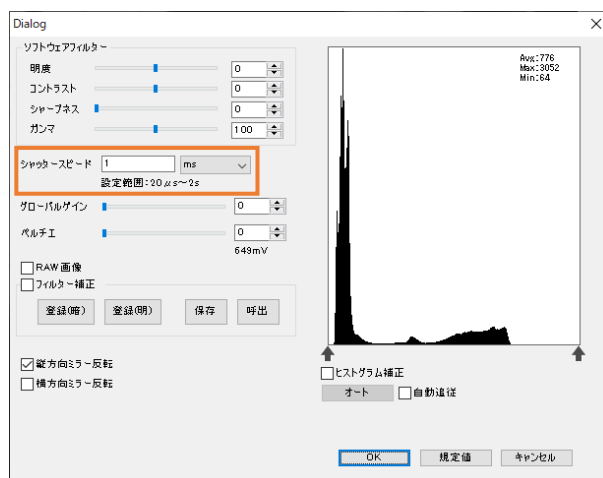 Dialog
ソフトウェアフィルター
明度 0
コントラスト 0
シャープネス 0
ガンマ 100
シャッタースピード 1 ms
設定範囲:20μs~2s
グローバルゲイン 0
ペルチエ 0
649mV
RAW画像
フィルター補正
登録(暗) 登録(明) 保存 呼出
縦方向ミラー反転
横方向ミラー反転
Avg:776
Max:3052
Min:64
ヒストグラム補正
オート 自動追従
OK 規定値 キャンセル